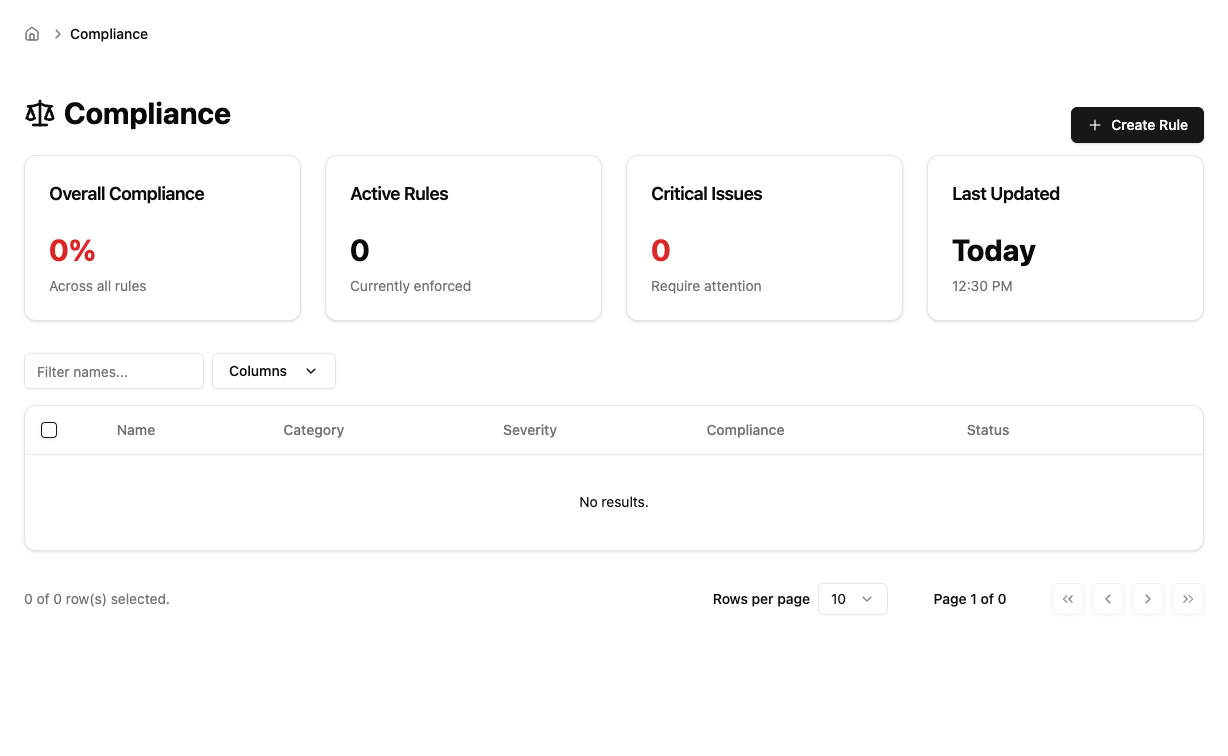 Compliance
Compliance
Create Rule
Overall Compliance
0%
Across all rules
Active Rules
0
Currently enforced
Critical Issues
0
Require attention
Last Updated
Today
12:30 PM
Filter names...
Columns
Name Category Severity Compliance Status
No results.
0 of 0 row(s) selected.
Rows per page 10 Page 1 of 0